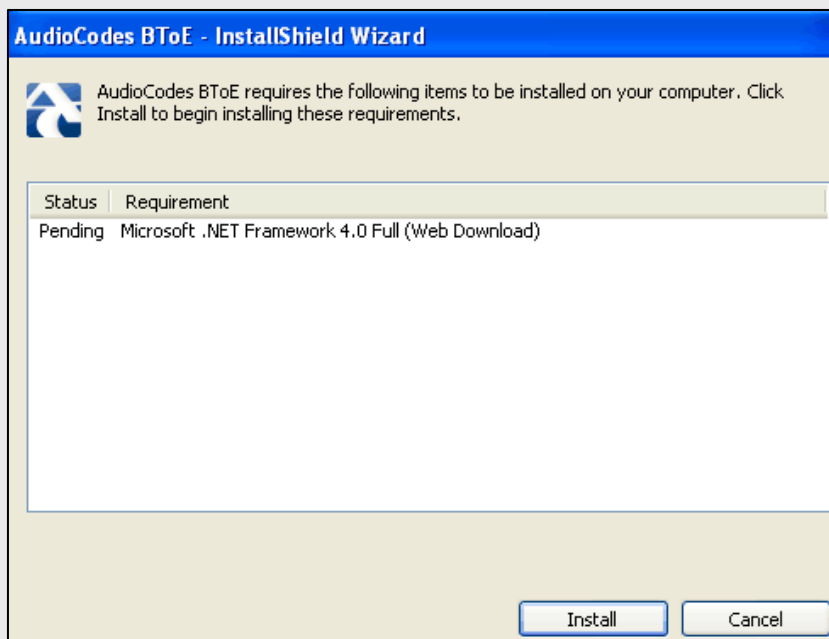 AudioCodes BToE - InstallShield Wizard
AudioCodes BToE requires the following items to be installed on your computer. Click
Install to begin installing these requirements.
Status Requirement
Pending Microsoft .NET Framework 4.0 Full (Web Download)
Install Cancel